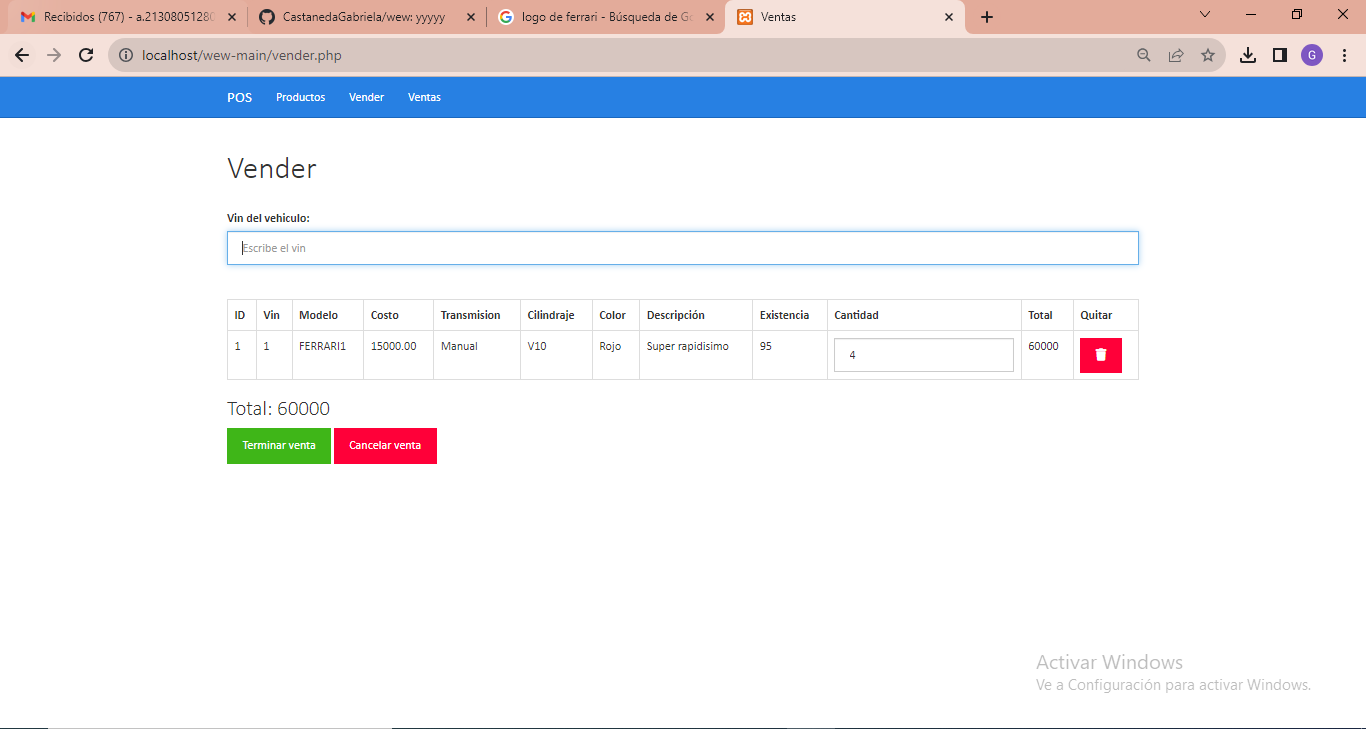 Recibidos (767) - a.21308051280
CastanedaGabriela/wew: yyyyy
logo de ferrari - Búsqueda de Go
Ventas
localhost/wew-main/vender.php
G
POS Productos Vender Ventas
Vender
Vin del vehiculo:
Escribe el vin
ID Vin Modelo Costo Transmision Cilindraje Color Descripción Existencia Cantidad Total Quitar
1 1 FERRARI1 15000.00 Manual V10 Rojo Super rapidisimo 95 4 60000
Total: 60000
Terminar venta Cancelar venta
Activar Windows
Ve a Configuración para activar Windows.